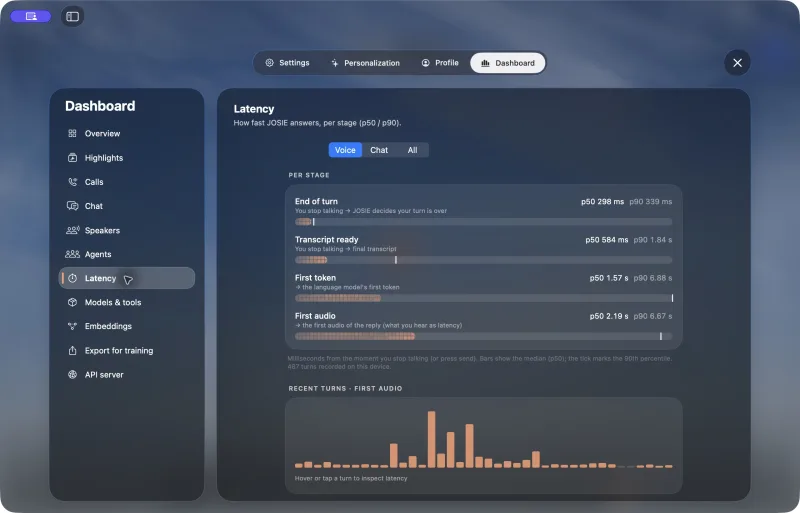 Settings
Personalization
Profile
Dashboard
Dashboard
Overview
Highlights
Calls
Chat
Speakers
Agents
Latency
Models & tools
Embeddings
Export for training
API server
Latency
How fast JOSIE answers, per stage (p50 / p90).
Voice Chat All
PER STAGE
End of turn p50 298 ms p90 339 ms
You stop talking → JOSIE decides your turn is over
Transcript ready p50 584 ms p90 1.84 s
You stop talking → final transcript
First token p50 1.57 s p90 6.88 s
→ the language model's first token
First audio p50 2.19 s p90 6.67 s
→ the first audio of the reply (what you hear as latency)
Milliseconds from the moment you stop talking (or press send). Bars show the median (p50); the tick marks the 90th percentile.
467 turns recorded on this device.
RECENT TURNS · FIRST AUDIO
Hover or tap a turn to inspect latency